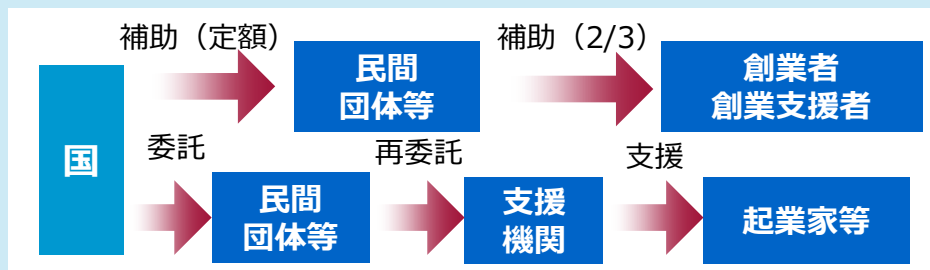 国
補助（定額）
民間
団体等
補助（2/3）
創業者
創業支援者
委託
民間
団体等
再委託
支援
機関
支援
起業家等